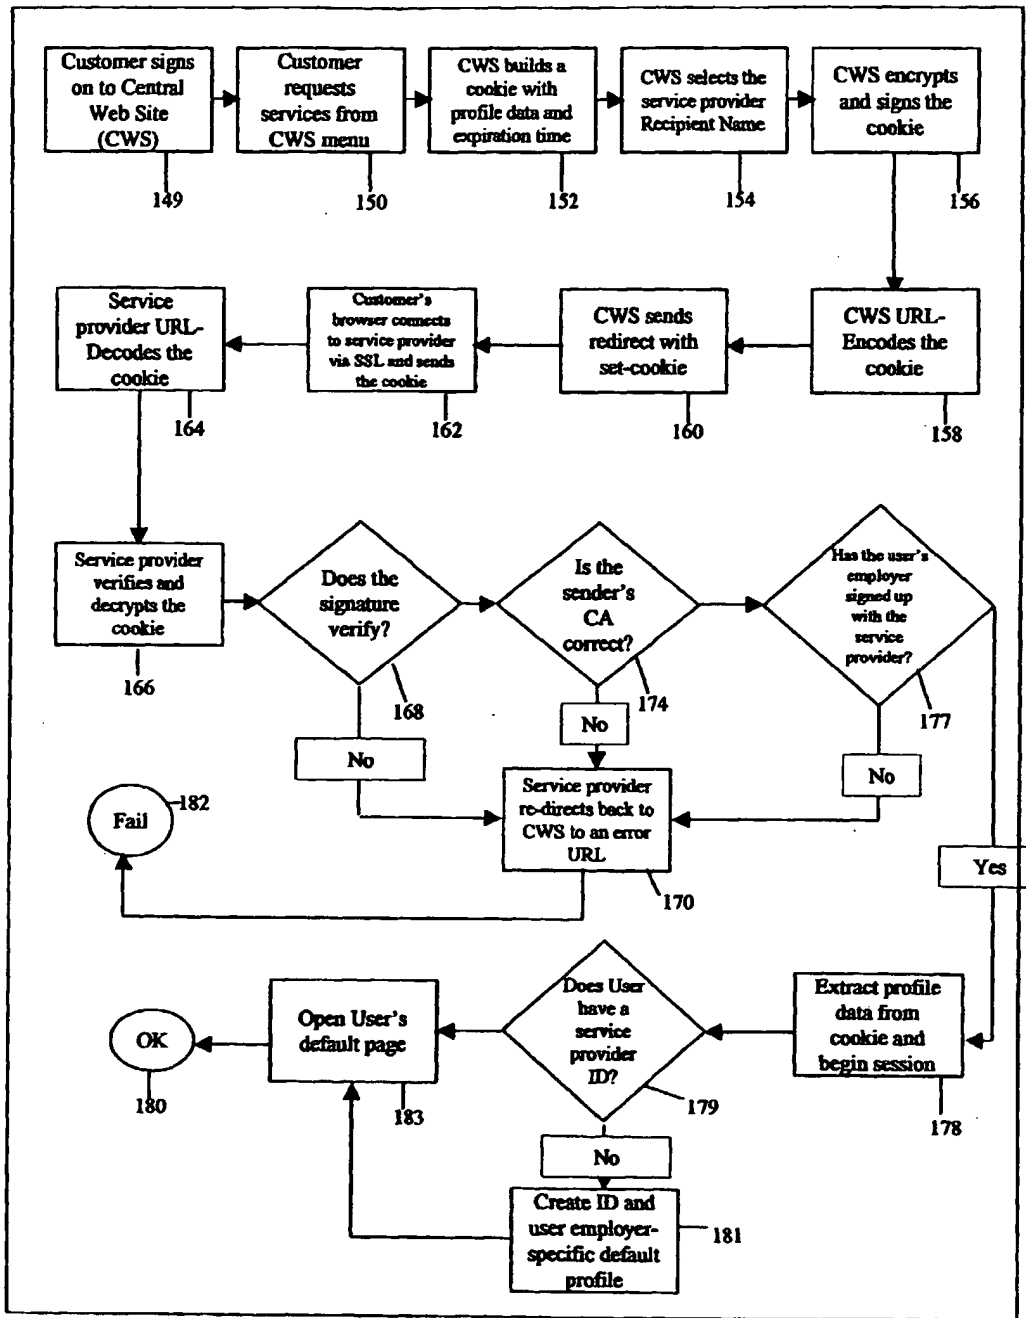 Customer signs
on to Central
Web Site
(CWS)
149
Customer
requests
services from
CWS menu
150
CWS builds a
cookie with
profile data and
expiration time
152
CWS selects the
service provider
Recipient Name
154
CWS encrypts
and signs the
cookie
156
Service
provider URL-
Decodes the
cookie
164
Customer's
browser connects
to service provider
via SSL and sends
the cookie
162
CWS sends
redirect with
set-cookie
160
CWS URL-
Encodes the
cookie
158
Service provider
verifies and
decrypts the
cookie
166
Does the
signature
verify?
168
Is the
sender's
CA
correct?
174
Has the user's
employer
signed up
with the
service
provider?
177
No
No
No
Service provider
re-directs back to
CWS to an error
URL
170
Fail
182
Yes
OK
180
Open User's
default page
183
Does User
have a
service
provider
ID?
179
Extract profile
data from
cookie and
begin session
178
No
Create ID and
user employer-
specific default
profile
181